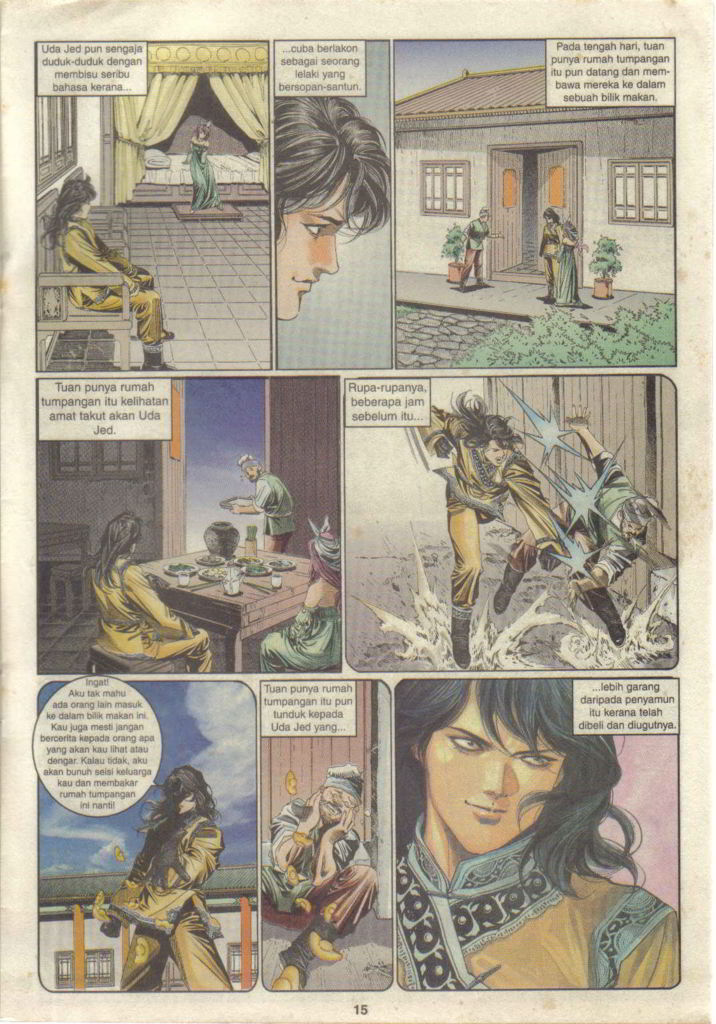 Uda Jed pun sengaja
duduk-duduk dengan
membisu seribu
bahasa kerana...
...cuba berlakon
sebagai seorang
lelaki yang
bersopan-santun.
Pada tengah hari, tuan
punya rumah tumpangan
itu pun datang dan mem-
bawa mereka ke dalam
sebuah bilik makan.
Tuan punya rumah
tumpangan itu kelihatan
amat takut akan Uda
Jed.
Rupa-rupanya,
beberapa jam
sebelum itu...
Ingat!
Aku tak mahu
ada orang lain masuk
ke dalam bilik makan ini.
Kau juga mesti jangan
bercerita kepada orang apa
yang akan kau lihat atau
dengar. Kalau tidak, aku
akan bunuh seisi keluarga
kau dan membakar
rumah tumpangan
ini nanti!
Tuan punya rumah
tumpangan itu pun
tunduk kepada
Uda Jed yang...
...lebih garang
daripada penyamun
itu kerana telah
dibeli dan diugutnya.
15